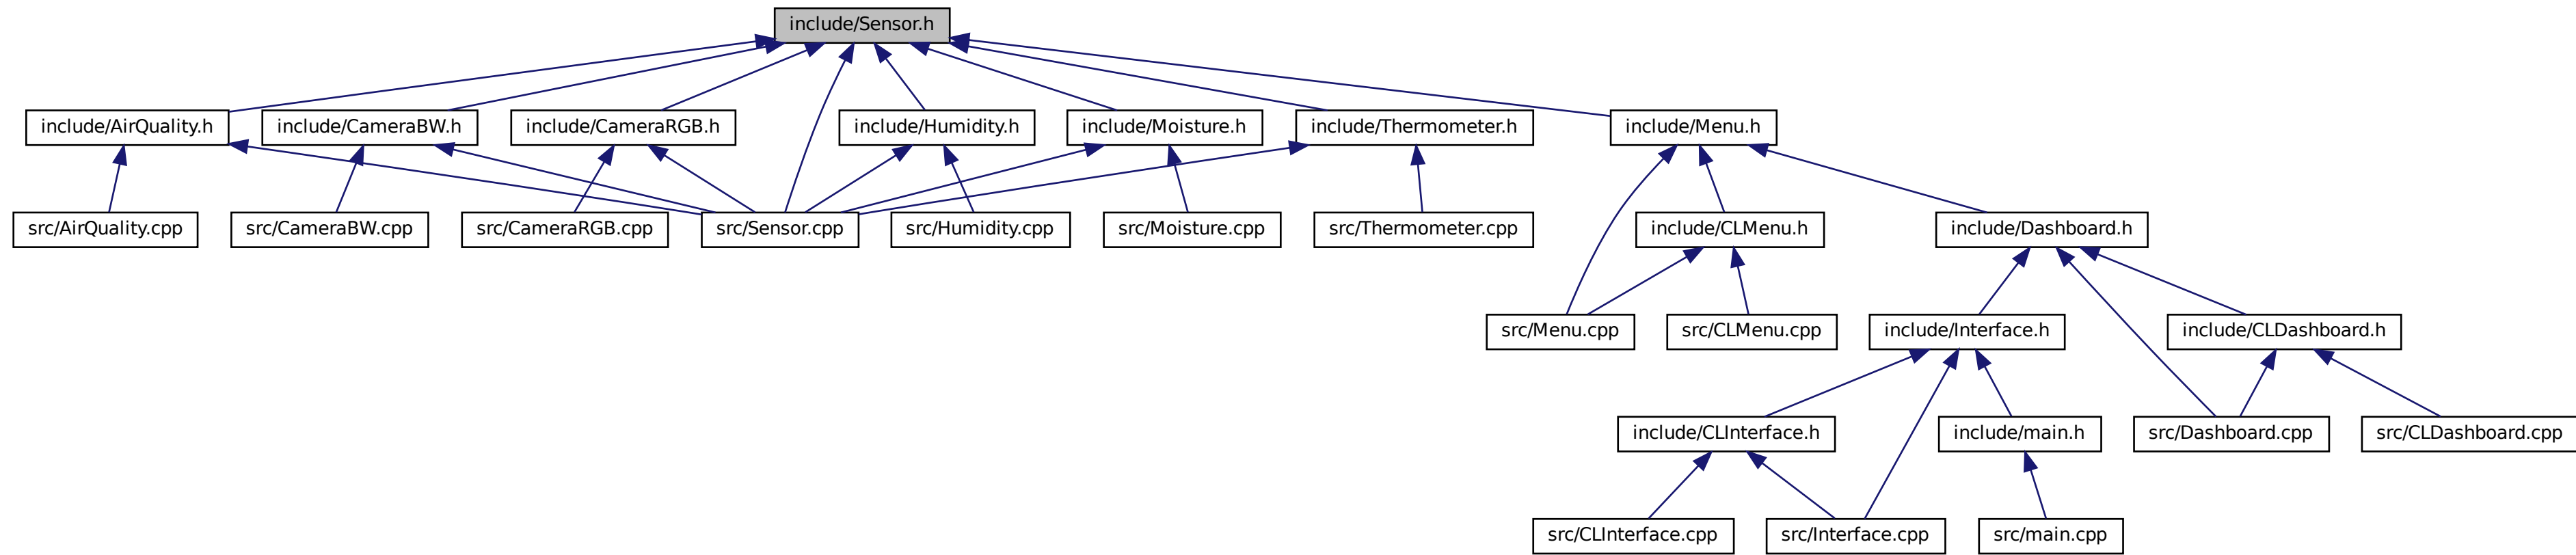 include/Sensor.h
include/AirQuality.h
include/CameraBW.h
include/CameraRGB.h
include/Humidity.h
include/Moisture.h
include/Thermometer.h
include/Menu.h
src/AirQuality.cpp
src/CameraBW.cpp
src/CameraRGB.cpp
src/Sensor.cpp
src/Humidity.cpp
src/Moisture.cpp
src/Thermometer.cpp
include/CLMenu.h
include/Dashboard.h
src/Menu.cpp
src/CLMenu.cpp
include/Interface.h
include/CLDashboard.h
include/CLInterface.h
include/main.h
src/Dashboard.cpp
src/CLDashboard.cpp
src/CLInterface.cpp
src/Interface.cpp
src/main.cpp